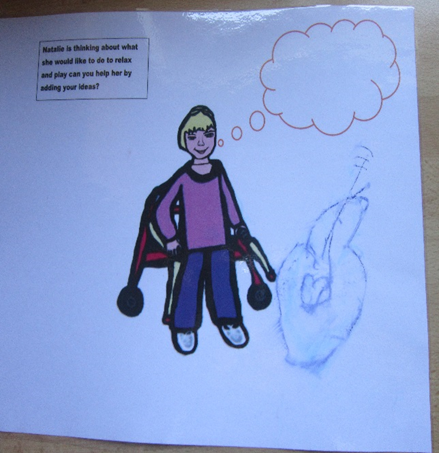 Natalie is thinking about what
she would like to do to relax
and play can you help her by
adding your ideas?